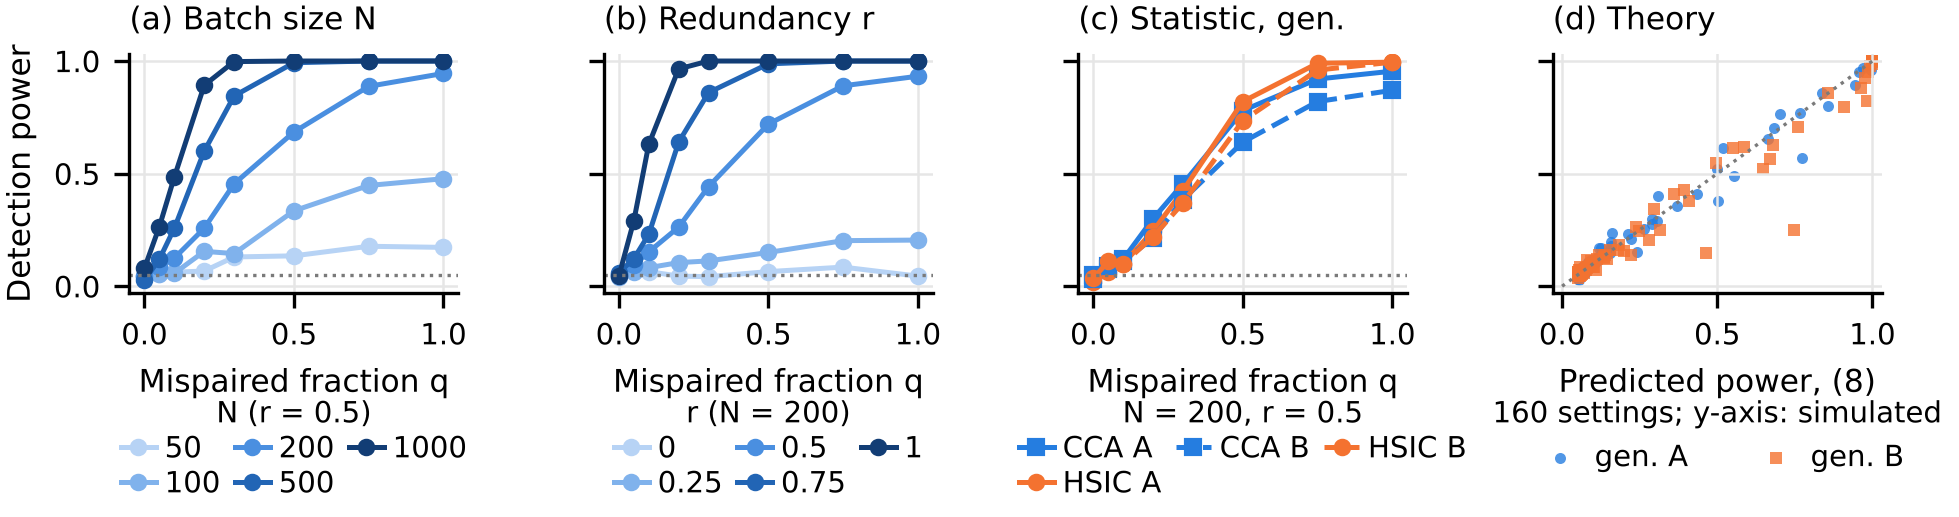 (a) Batch size N
(b) Redundancy r
(c) Statistic, gen.
(d) Theory
Detection power
1.0
0.5
0.0
0.0 0.5 1.0
0.0 0.5 1.0
0.0 0.5 1.0
0.0 0.5 1.0
Mispaired fraction q
Mispaired fraction q
Mispaired fraction q
Predicted power, (8)
N (r = 0.5)
50 200 1000
100 500
r (N = 200)
0 0.5 1
0.25 0.75
N = 200, r = 0.5
CCA A CCA B HSIC B
HSIC A
160 settings; y-axis: simulated
gen. A gen. B